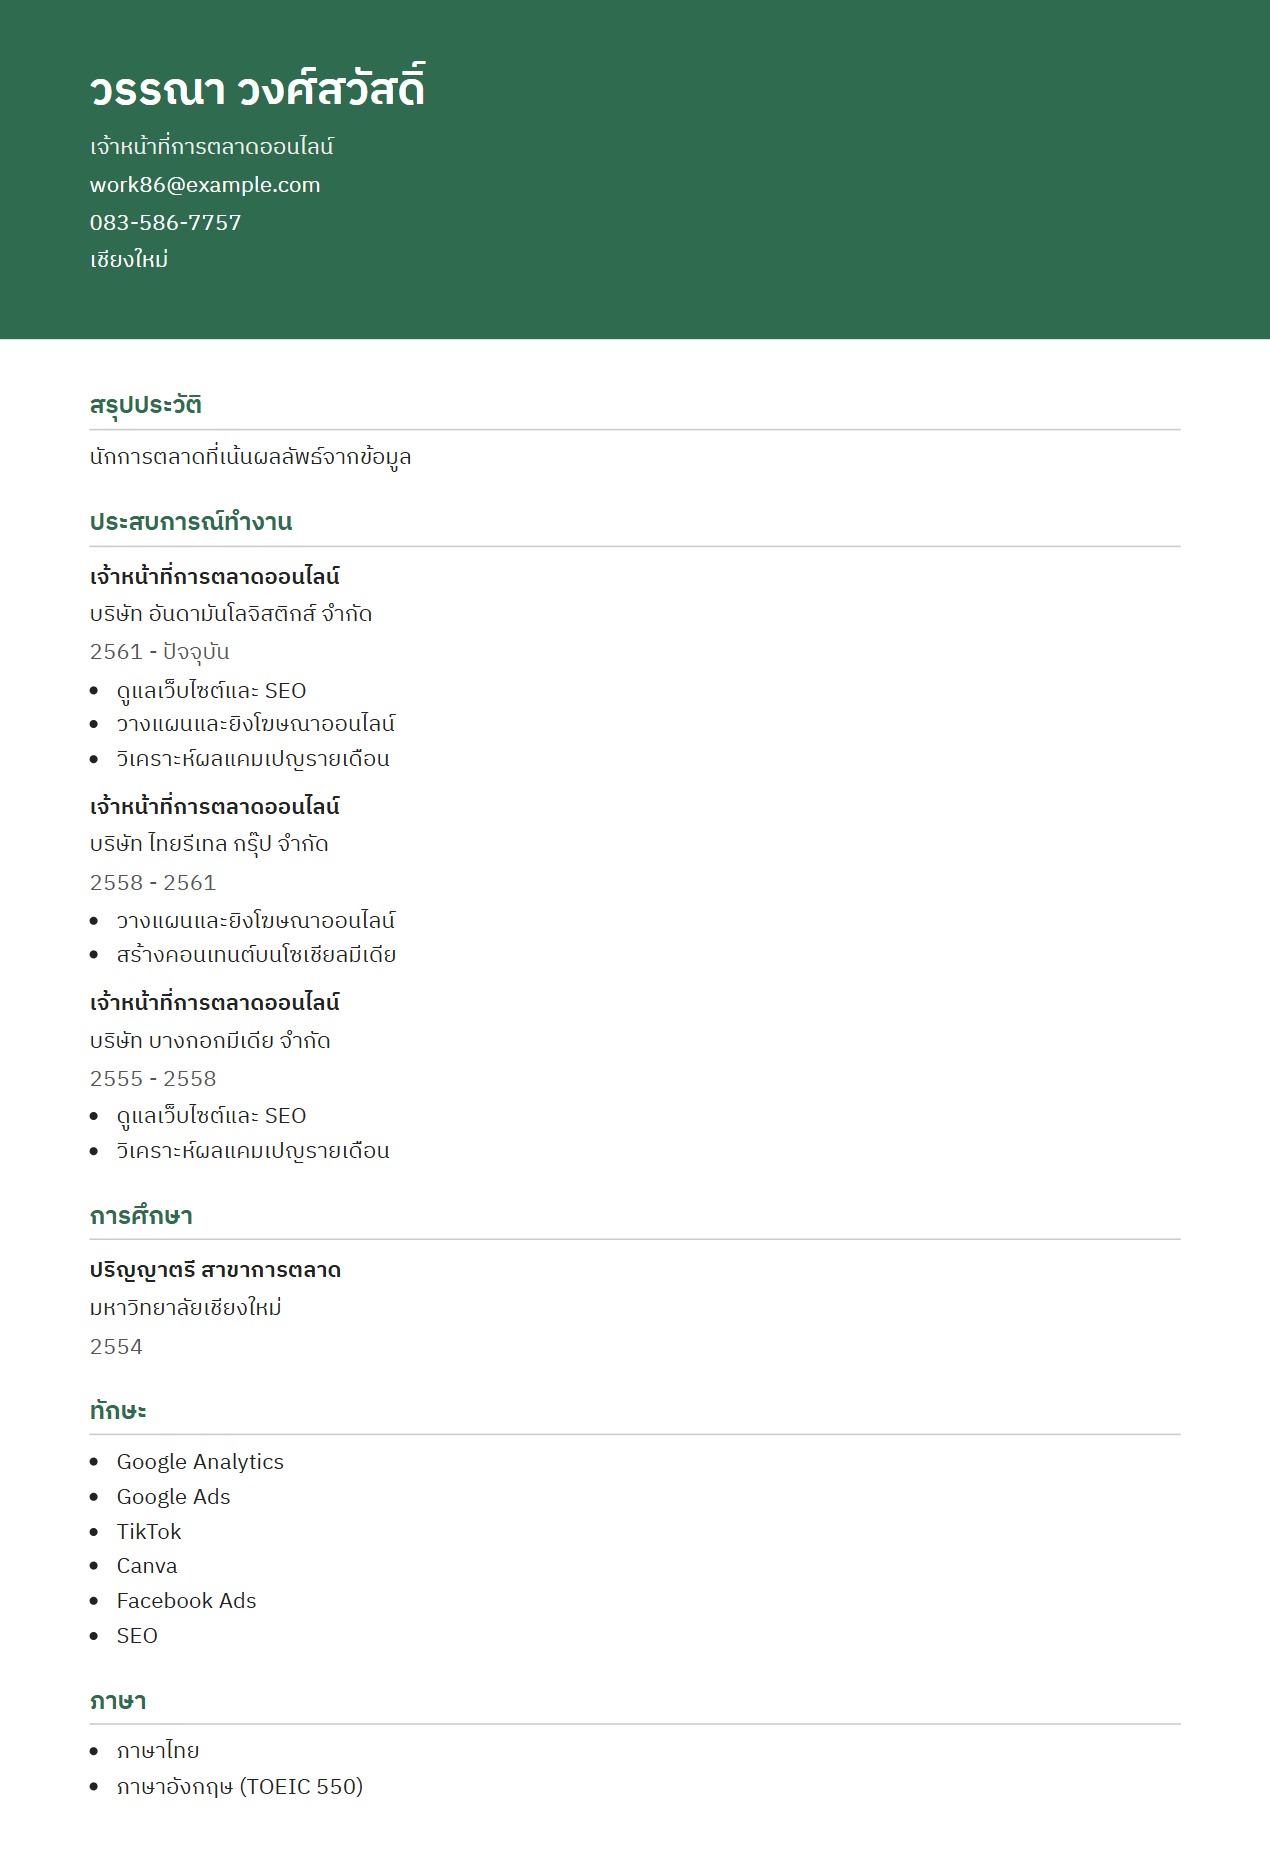 วรรณา วงศ์สวัสดิ์
เจ้าหน้าที่การตลาดออนไลน์
work86@example.com
083-586-7757
เชียงใหม่
สรุปประวัติ
นักการตลาดที่เน้นผลลัพธ์จากข้อมูล
ประสบการณ์ทำงาน
เจ้าหน้าที่การตลาดออนไลน์
บริษัท อันดามันโลจิสติกส์ จำกัด
2561 - ปัจจุบัน
• ดูแลเว็บไซต์และ SEO
• วางแผนและยิงโฆษณาออนไลน์
• วิเคราะห์ผลแคมเปญรายเดือน
เจ้าหน้าที่การตลาดออนไลน์
บริษัท ไทยรีเทล กรุ๊ป จำกัด
2558 - 2561
• วางแผนและยิงโฆษณาออนไลน์
• สร้างคอนเทนต์บนโซเชียลมีเดีย
เจ้าหน้าที่การตลาดออนไลน์
บริษัท บางกอกมีเดีย จำกัด
2555 - 2558
• ดูแลเว็บไซต์และ SEO
• วิเคราะห์ผลแคมเปญรายเดือน
การศึกษา
ปริญญาตรี สาขาการตลาด
มหาวิทยาลัยเชียงใหม่
2554
ทักษะ
• Google Analytics
• Google Ads
• TikTok
• Canva
• Facebook Ads
• SEO
ภาษา
• ภาษาไทย
• ภาษาอังกฤษ (TOEIC 550)